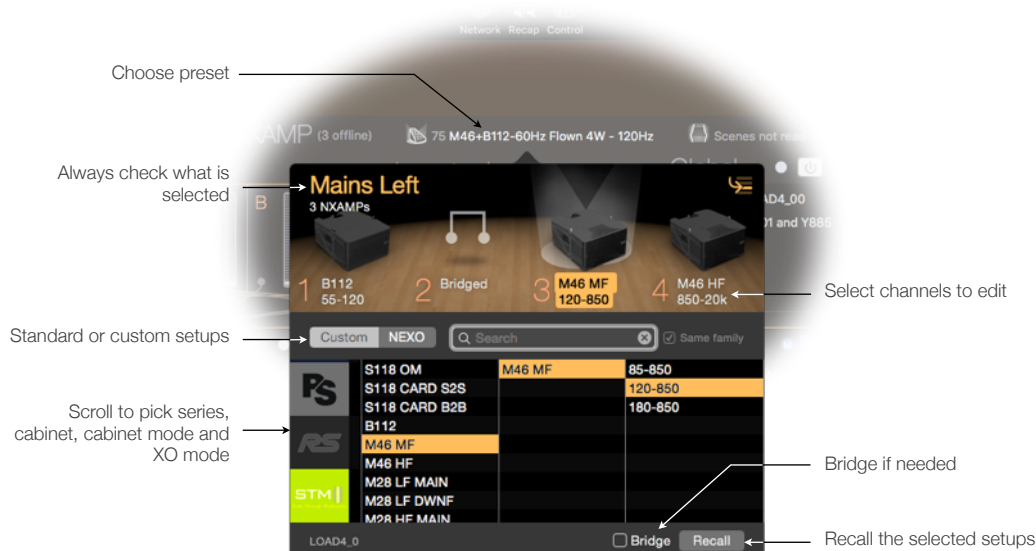 Network Recap Control
Choose preset
AMP (3 offline)
75 M46+B112-60Hz Flown 4W - 120Hz
Scenes not rea
Always check what is
selected
Mains Left
3 NXAMPs
B
AD4_00
01 and Y885
1 B112
55-120
2 Bridged
3 M46 MF
120-850
4 M46 HF
850-20k
Select channels to edit
Standard or custom setups
Custom NEXO
Search
Same family
PS
RS
STM
S118 OM
S118 CARD S2S
S118 CARD B2B
B112
M46 MF
M46 HF
M28 LF MAIN
M28 LF DWNF
M28 HF MAIN
M46 MF
85-850
120-850
180-850
Scroll to pick series,
cabinet, cabinet mode and
XO mode
Bridge if needed
LOAD4_0
Bridge
Recall
Recall the selected setups